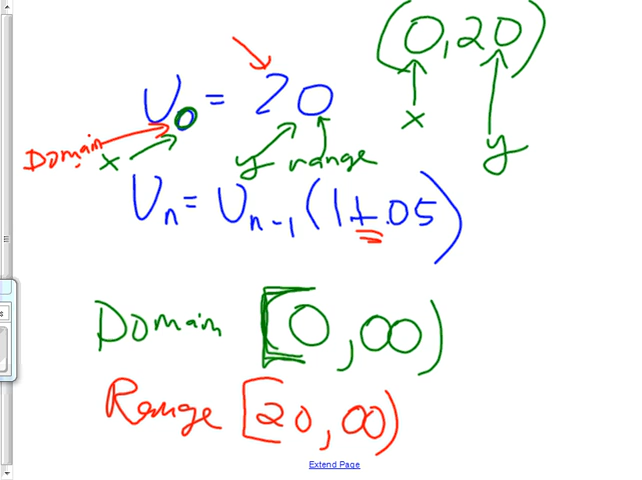 (0,20)
x
y
U₀ = 20
Domain x y range
Uₙ = Uₙ₋₁(1+.05)
Domain [0,∞)
Range [20,∞)
Extend Page